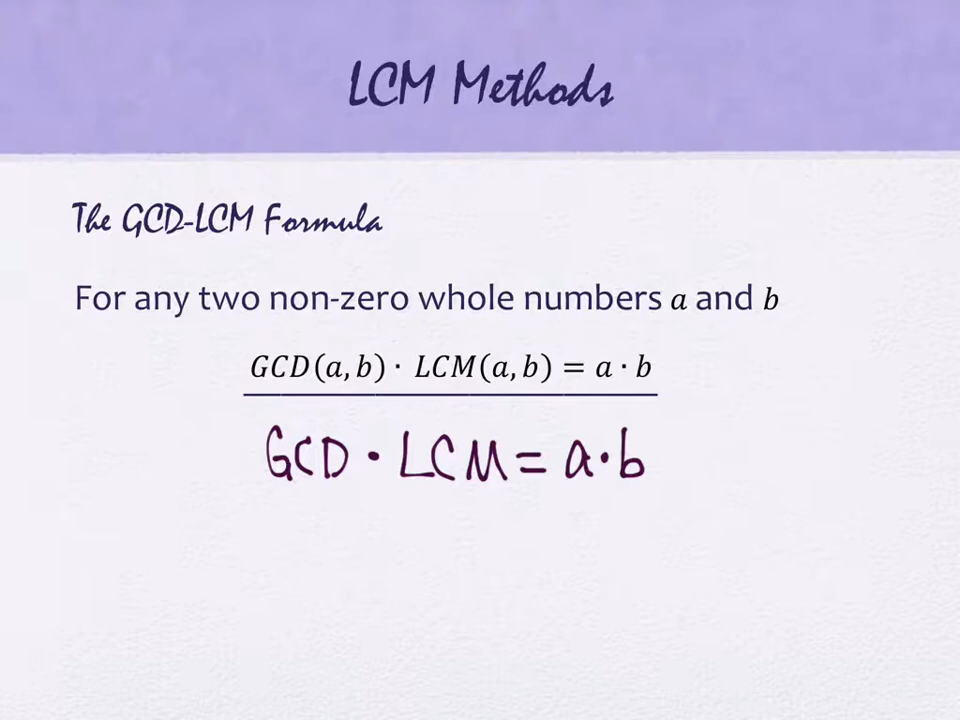 LCM Methods
The GCD-LCM Formula
For any two non-zero whole numbers a and b
GCD(a, b) · LCM(a, b) = a · b
GCD · LCM = a · b